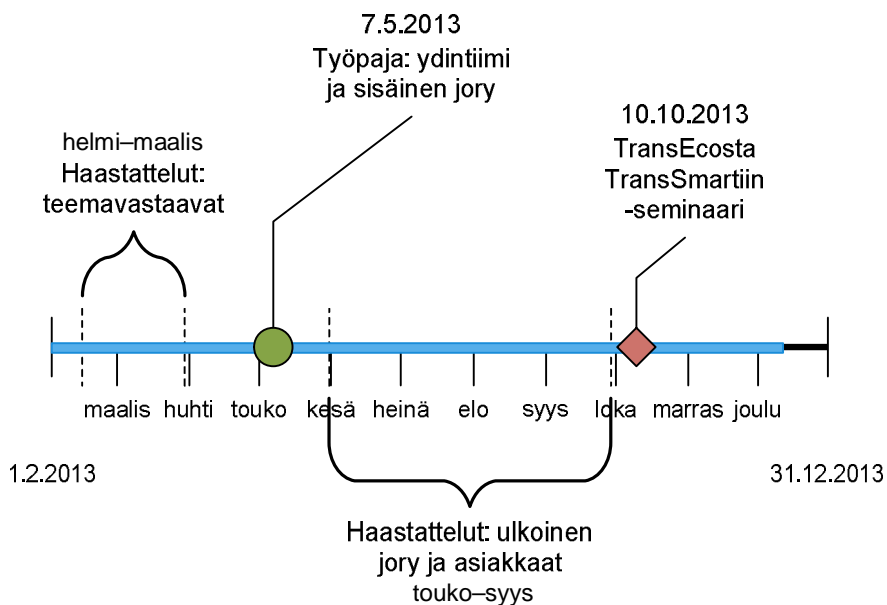 7.5.2013
Työpaja: ydintiimi
ja sisäinen jory
10.10.2013
TransEcosta
TransSmartiin
-seminaari
helmi–maalis
Haastattelut:
teemavastaavat
maalis huhti touko kesä heinä elo syys loka marras joulu
1.2.2013
31.12.2013
Haastattelut: ulkoinen
jory ja asiakkaat
touko–syys